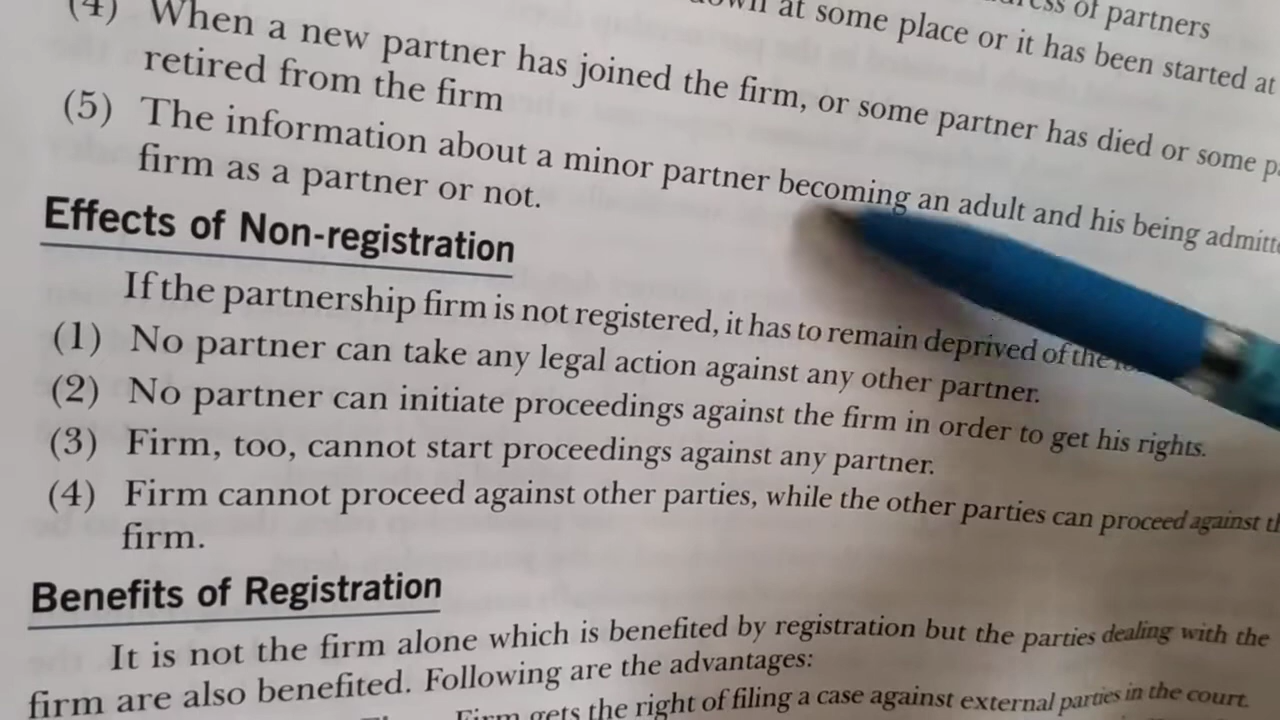 of partners
at some place or it has been started at
(4) When a new partner has joined the firm, or some partner has died or some
retired from the firm
(5) The information about a minor partner becoming an adult and his being
firm as a partner or not.
Effects of Non-registration
If the partnership firm is not registered, it has to remain deprived of the
(1) No partner can take any legal action against any other partner.
(2) No partner can initiate proceedings against the firm in order to get his rights.
(3) Firm, too, cannot start proceedings against any partner.
(4) Firm cannot proceed against other parties, while the other parties can proceed against
firm.
Benefits of Registration
It is not the firm alone which is benefited by registration but the parties dealing with the
firm are also benefited. Following are the advantages:
Firm gets the right of filing a case against external parties in the court.